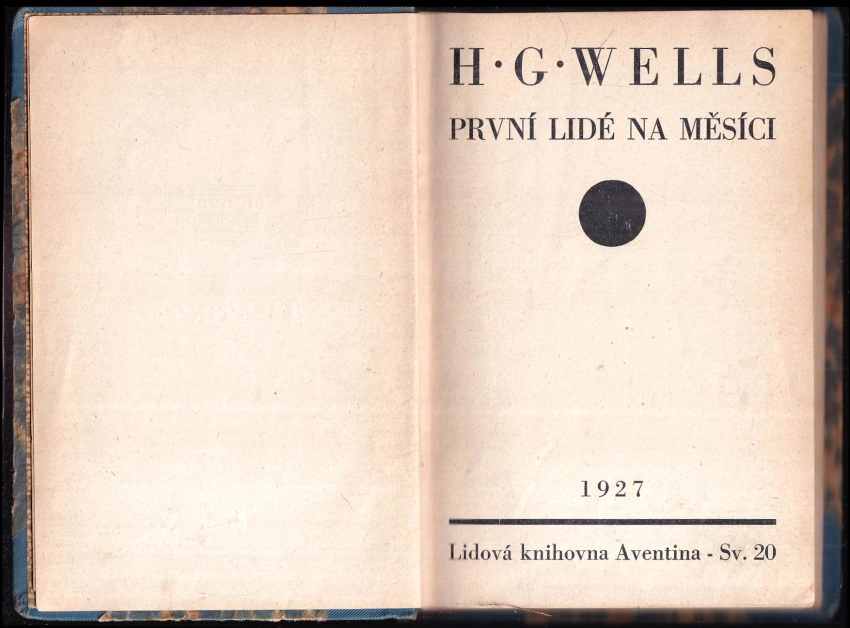 H·G·WELLS
PRVNÍ LIDÉ NA MĚSÍCI
1927
Lidová knihovna Aventina - Sv. 20